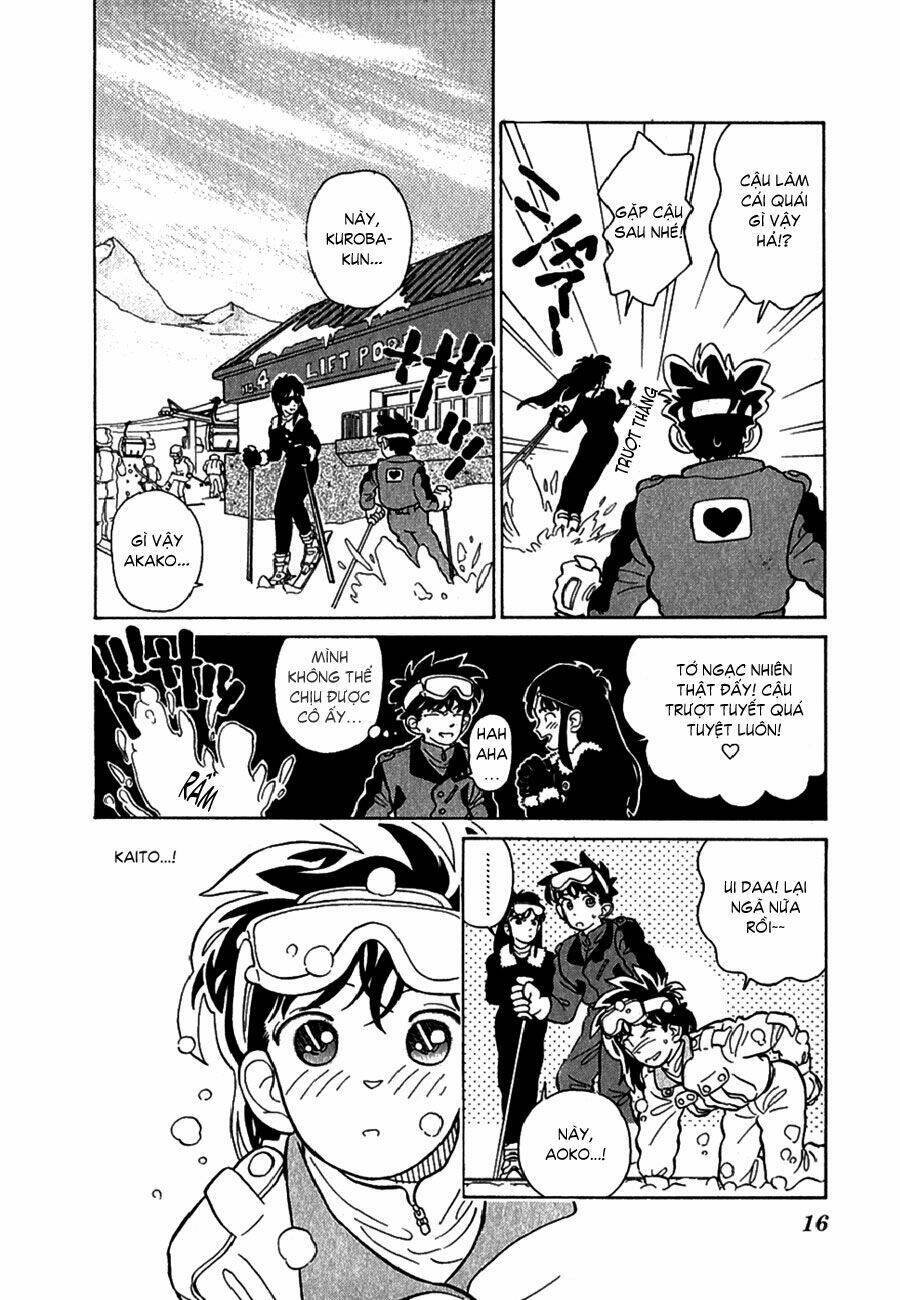 CẬU LÀM
CÁI QUÁI
GÌ VẬY
HẢ!?
GẶP CẬU
SAU NHÉ!
TRƯỢT THẲNG
NÀY,
KUROBA-
KUN...
NO.4 LIFT
GÌ VẬY
AKAKO...
TỚ NGẠC NHIÊN
THẬT ĐẤY! CẬU
TRƯỢT TUYẾT QUÁ
TUYỆT LUÔN!
♡
HAH
AHA
...
MÌNH
KHÔNG THỂ
CHỊU ĐƯỢC
CÔ ẤY...
RẦM
UI DAA! LẠI
NGÃ NỮA
RỒI~~
........
NÀY,
AOKO...!
KAITO...!
16